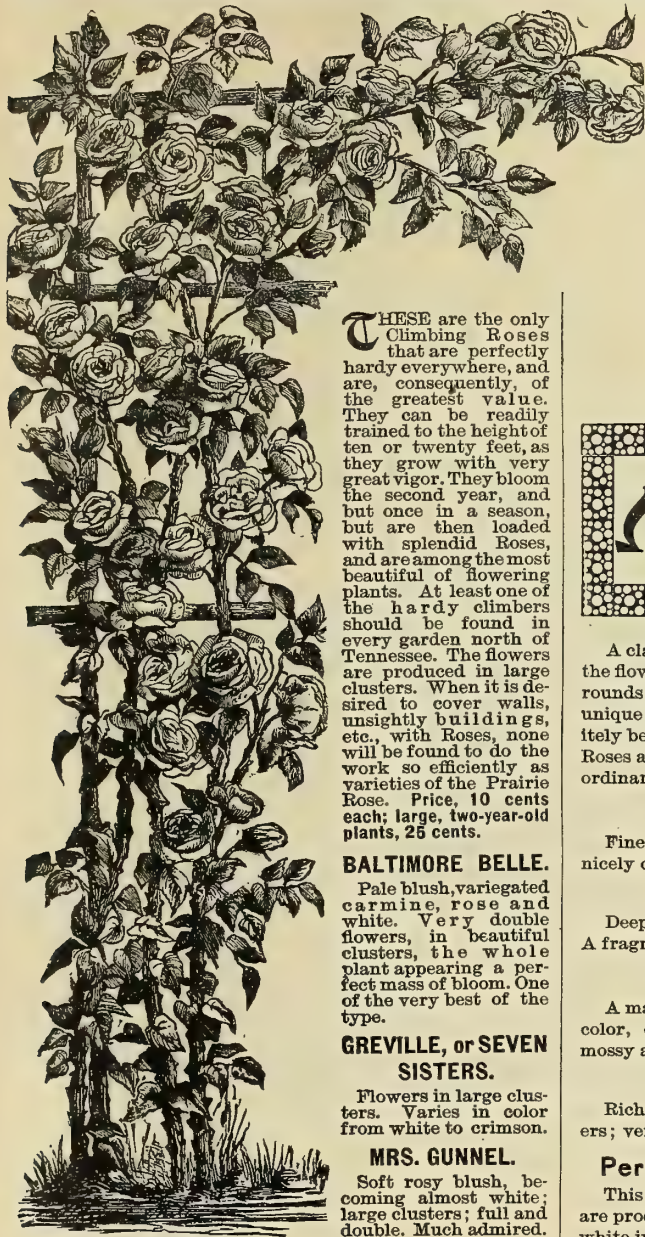 THESE are the only
Climbing Roses
that are perfectly
hardy everywhere, and
are, consequently, of
the greatest value.
They can be readily
trained to the height of
ten or twenty feet, as
they grow with very
great vigor. They bloom
the second year, and
but once in a season,
but are then loaded
with splendid Roses,
and are among the most
beautiful of flowering
plants. At least one of
the hardy climbers
should be found in
every garden north of
Tennessee. The flowers
are produced in large
clusters. When it is de-
sired to cover walls,
unsightly buildings,
etc., with Roses, none
will be found to do the
work so efficiently as
varieties of the Prairie
Rose. Price, 10 cents
each; large, two-year-old
plants, 25 cents.
BALTIMORE BELLE.
Pale blush, variegated
carmine, rose and
white. Very double
flowers, in beautiful
clusters, the whole
plant appearing a per-
fect mass of bloom. One
of the very best of the
type.
GREVILLE, or SEVEN
SISTERS.
Flowers in large clus-
ters. Varies in color
from white to crimson.
MRS. GUNNEL.
Soft rosy blush, be-
coming almost white;
large clusters; full and
double. Much admired.
A cla
the flow
rounds
unique
itely be
Roses a
ordinar
Fine
nicely c
Deep
A fragr
A ma
color,
mossy a
Rich
ers; ve
Per
This
are pro
white i